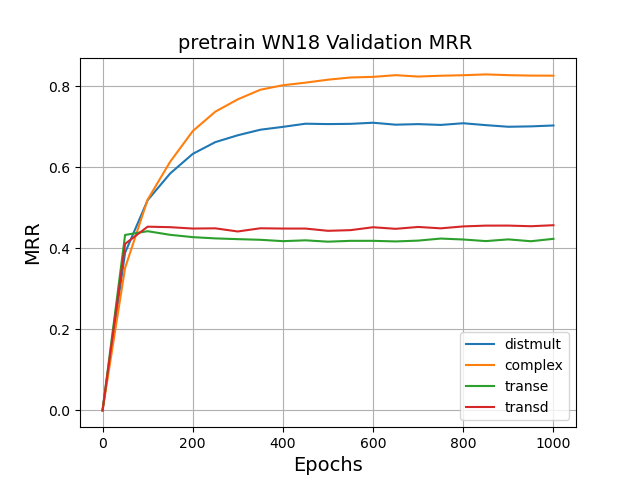 pretrain WN18 Validation MRR
MRR
0.8
0.6
0.4
0.2
0.0
distmult
complex
transe
transd
0 200 400 600 800 1000
Epochs